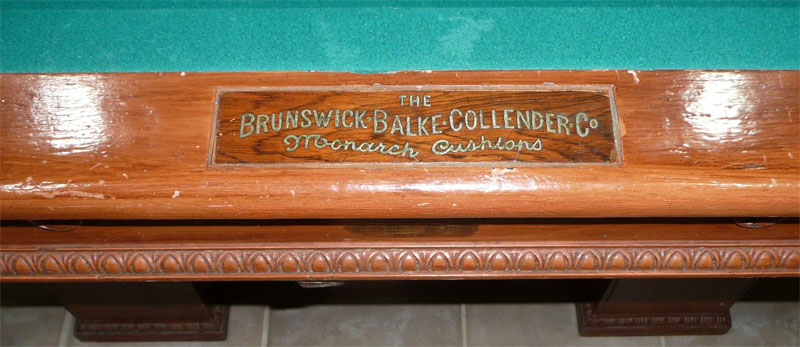 THE
BRUNSWICK·BALKE·COLLENDER·Co
Monarch Cushions